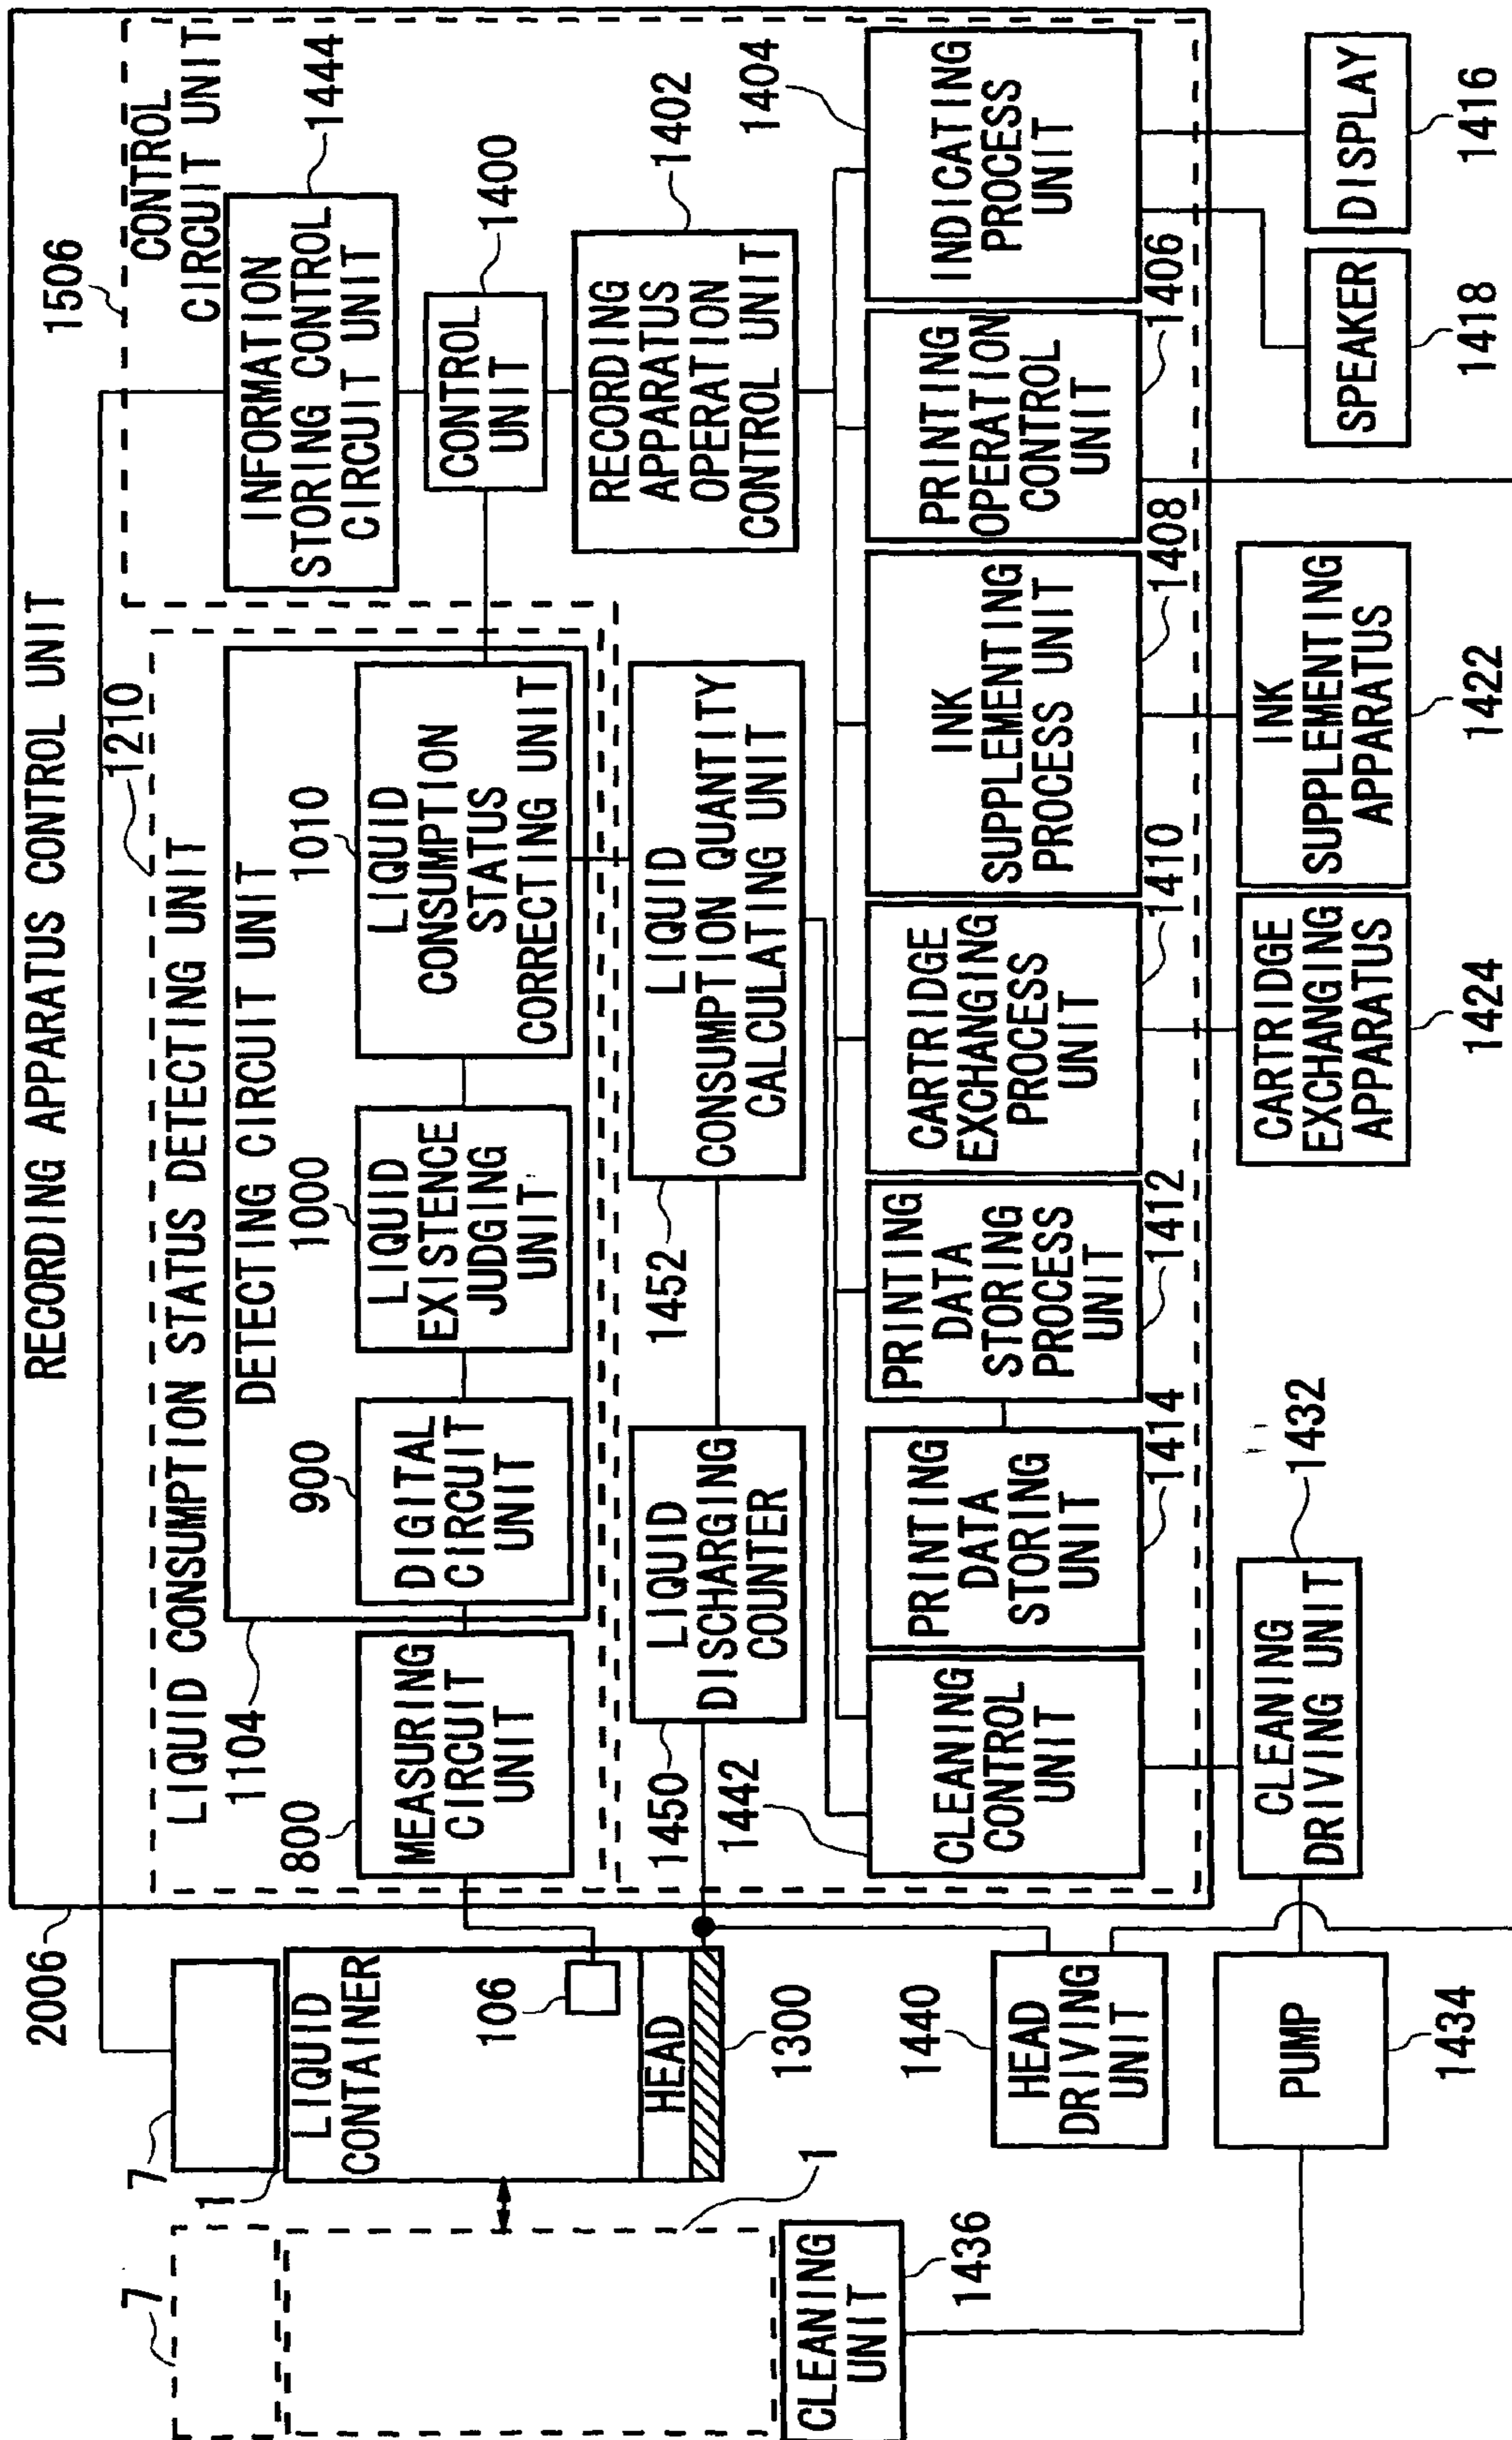 RECORDING APPARATUS CONTROL UNIT
2006
1506
CONTROL
CIRCUIT UNIT
1210
LIQUID CONSUMPTION STATUS DETECTING UNIT
1104
DETECTING CIRCUIT UNIT
800
MEASURING
CIRCUIT
UNIT
900
DIGITAL
CIRCUIT
UNIT
1000
LIQUID
EXISTENCE
JUDGING
UNIT
1010
LIQUID
CONSUMPTION
STATUS
CORRECTING UNIT
INFORMATION
STORING CONTROL
CIRCUIT UNIT
1444
CONTROL
UNIT
1400
RECORDING
APPARATUS
OPERATION
CONTROL UNIT
1402
7
7
1
LIQUID
CONTAINER
106
HEAD
1300
1
1450
LIQUID
DISCHARGING
COUNTER
1452
LIQUID
CONSUMPTION QUANTITY
CALCULATING UNIT
1442
CLEANING
CONTROL
UNIT
PRINTING
DATA
STORING
UNIT
1414
PRINTING
DATA
STORING
PROCESS
UNIT
1412
CARTRIDGE
EXCHANGING
PROCESS
UNIT
1410
INK
SUPPLEMENTING
PROCESS UNIT
1408
PRINTING
OPERATION
CONTROL
UNIT
1406
INDICATING
PROCESS
UNIT
1404
CLEANING
UNIT
1436
1440
HEAD
DRIVING
UNIT
PUMP
1434
CLEANING
DRIVING UNIT
1432
CARTRIDGE
EXCHANGING
APPARATUS
1424
INK
SUPPLEMENTING
APPARATUS
1422
SPEAKER
1418
DISPLAY
1416